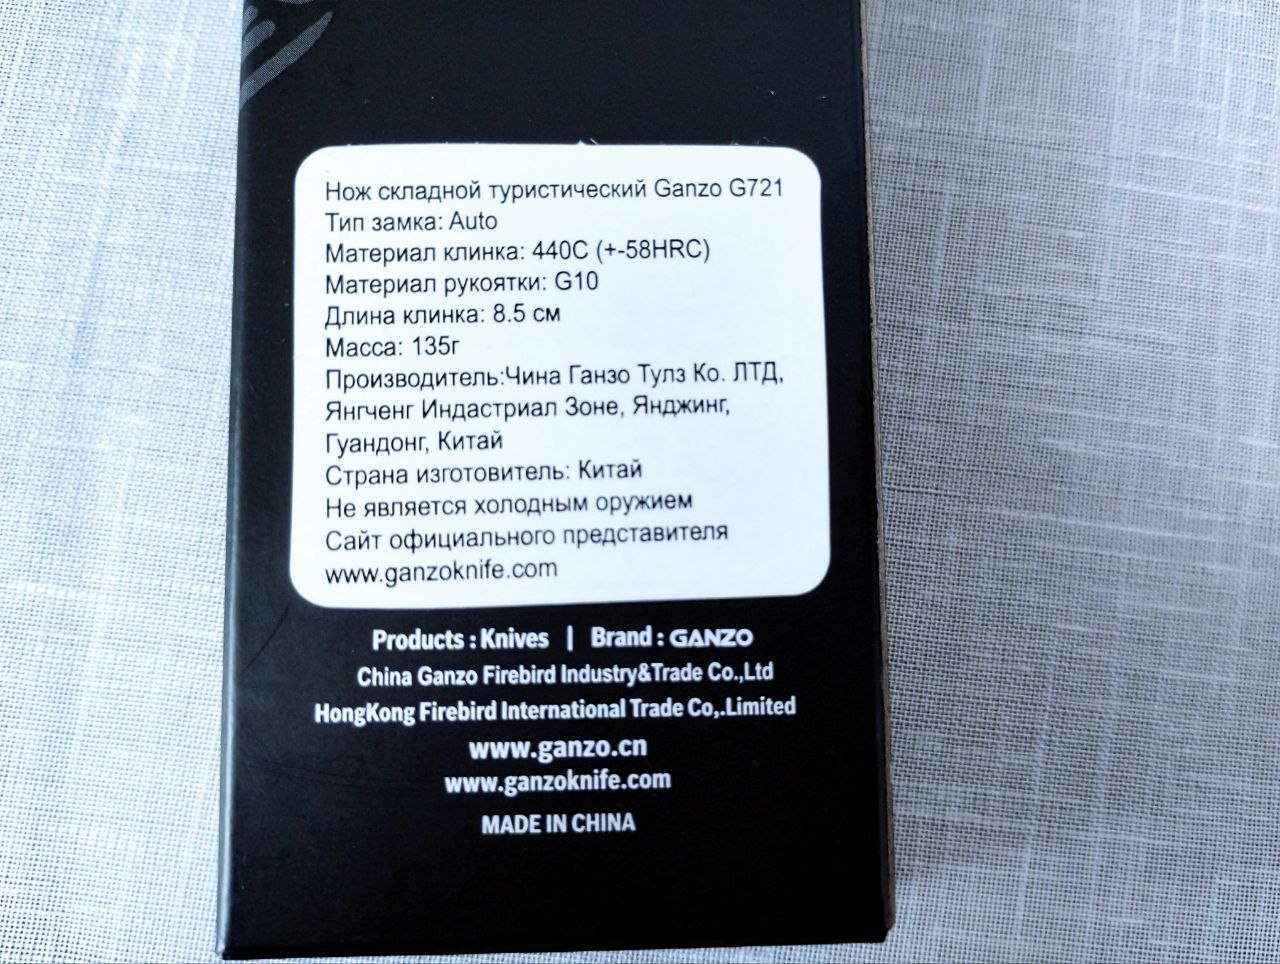 Нож складной туристический Ganzo G721
Тип замка: Auto
Материал клинка: 440C (+-58HRC)
Материал рукоятки: G10
Длина клинка: 8.5 см
Масса: 135г
Производитель:Чина Ганзо Тулз Ко. ЛТД,
Янгченг Индастриал Зоне, Янджинг,
Гуандонг, Китай
Страна изготовитель: Китай
Не является холодным оружием
Сайт официального представителя
www.ganzoknife.com
Products : Knives | Brand : GANZO
China Ganzo Firebird Industry&Trade Co.,Ltd
HongKong Firebird International Trade Co,.Limited
www.ganzo.cn
www.ganzoknife.com
MADE IN CHINA